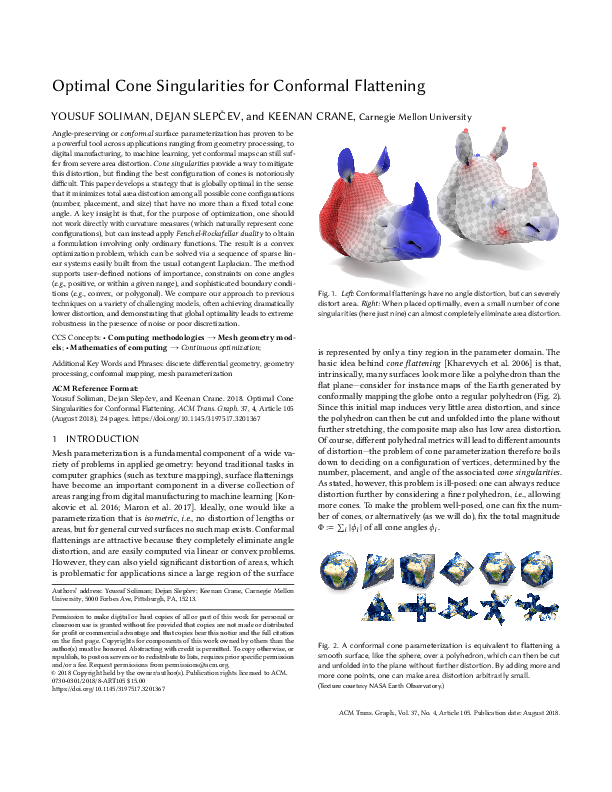 Optimal Cone Singularities for Conformal Flattening
YOUSUF SOLIMAN, DEJAN SLEPČEV, and KEENAN CRANE, Carnegie Mellon University
Angle-preserving or conformal surface parameterization has proven to be
a powerful tool across applications ranging from geometry processing, to
digital manufacturing, to machine learning, yet conformal maps can still suf-
fer from severe area distortion. Cone singularities provide a way to mitigate
this distortion, but finding the best configuration of cones is notoriously
difficult. This paper develops a strategy that is globally optimal in the sense
that it minimizes total area distortion among all possible cone configurations
(number, placement, and size) that have no more than a fixed total cone
angle. A key insight is that, for the purpose of optimization, one should
not work directly with curvature measures (which naturally represent cone
configurations), but can instead apply Fenchel-Rockafellar duality to obtain
a formulation involving only ordinary functions. The result is a convex
optimization problem, which can be solved via a sequence of sparse lin-
ear systems easily built from the usual cotangent Laplacian. The method
supports user-defined notions of importance, constraints on cone angles
(e.g., positive, or within a given range), and sophisticated boundary condi-
tions (e.g., convex, or polygonal). We compare our approach to previous
techniques on a variety of challenging models, often achieving dramatically
lower distortion, and demonstrating that global optimality leads to extreme
robustness in the presence of noise or poor discretization.
CCS Concepts: • Computing methodologies → Mesh geometry mod-
els; • Mathematics of computing → Continuous optimization;
Additional Key Words and Phrases: discrete differential geometry, geometry
processing, conformal mapping, mesh parameterization
ACM Reference Format:
Yousuf Soliman, Dejan Slepčev, and Keenan Crane. 2018. Optimal Cone
Singularities for Conformal Flattening. ACM Trans. Graph. 37, 4, Article 105
(August 2018), 24 pages. https://doi.org/10.1145/3197517.3201367
1 INTRODUCTION
Mesh parameterization is a fundamental component of a wide va-
riety of problems in applied geometry: beyond traditional tasks in
computer graphics (such as texture mapping), surface flattenings
have become an important component in a diverse collection of
areas ranging from digital manufacturing to machine learning [Kon-
akovic et al. 2016; Maron et al. 2017]. Ideally, one would like a
parameterization that is isometric, i.e., no distortion of lengths or
areas, but for general curved surfaces no such map exists. Conformal
flattenings are attractive because they completely eliminate angle
distortion, and are easily computed via linear or convex problems.
However, they can also yield significant distortion of areas, which
is problematic for applications since a large region of the surface
Authors' address: Yousuf Soliman; Dejan Slepčev; Keenan Crane, Carnegie Mellon
University, 5000 Forbes Ave, Pittsburgh, PA, 15213.
Permission to make digital or hard copies of all or part of this work for personal or
classroom use is granted without fee provided that copies are not made or distributed
for profit or commercial advantage and that copies bear this notice and the full citation
on the first page. Copyrights for components of this work owned by others than the
author(s) must be honored. Abstracting with credit is permitted. To copy otherwise, or
republish, to post on servers or to redistribute to lists, requires prior specific permission
and/or a fee. Request permissions from permissions@acm.org.
© 2018 Copyright held by the owner/author(s). Publication rights licensed to ACM.
0730-0301/2018/8-ART105 $15.00
https://doi.org/10.1145/3197517.3201367
Fig. 1. Left: Conformal flattenings have no angle distortion, but can severely
distort area. Right: When placed optimally, even a small number of cone
singularities (here just nine) can almost completely eliminate area distortion.
is represented by only a tiny region in the parameter domain. The
basic idea behind cone flattening [Kharevych et al. 2006] is that,
intrinsically, many surfaces look more like a polyhedron than the
flat plane—consider for instance maps of the Earth generated by
conformally mapping the globe onto a regular polyhedron (Fig. 2).
Since this initial map induces very little area distortion, and since
the polyhedron can then be cut and unfolded into the plane without
further stretching, the composite map also has low area distortion.
Of course, different polyhedral metrics will lead to different amounts
of distortion—the problem of cone parameterization therefore boils
down to deciding on a configuration of vertices, determined by the
number, placement, and angle of the associated cone singularities.
As stated, however, this problem is ill-posed: one can always reduce
distortion further by considering a finer polyhedron, i.e., allowing
more cones. To make the problem well-posed, one can fix the num-
ber of cones, or alternatively (as we will do), fix the total magnitude
Φ := ∑ᵢ |ϕᵢ| of all cone angles ϕᵢ.
Fig. 2. A conformal cone parameterization is equivalent to flattening a
smooth surface, like the sphere, over a polyhedron, which can then be cut
and unfolded into the plane without further distortion. By adding more and
more cone points, one can make area distortion arbitrarily small.
(Texture courtesy NASA Earth Observatory.)
ACM Trans. Graph., Vol. 37, No. 4, Article 105. Publication date: August 2018.